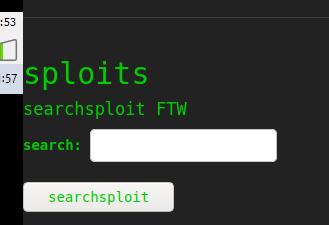 :53
:57
sploits
searchsploit FTW
search:
searchsploit